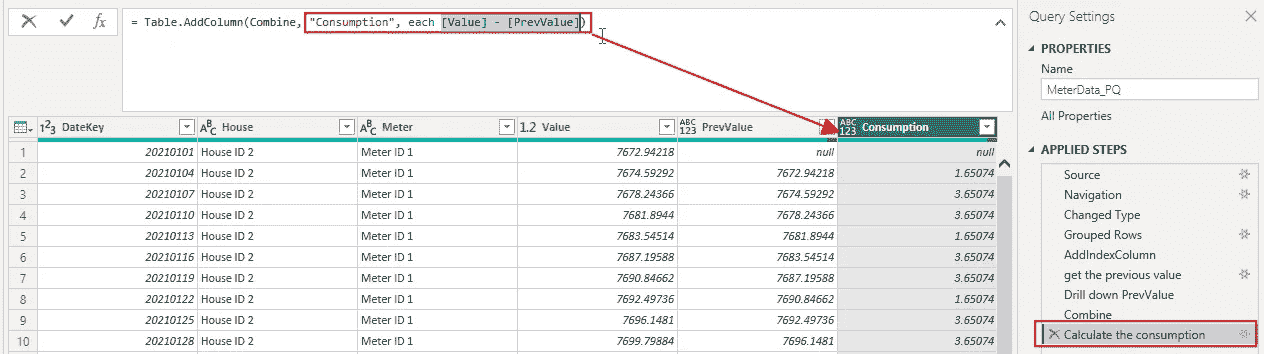 = Table.AddColumn(Combine, "Consumption", each [Value] - [PrevValue])
Query Settings
PROPERTIES
Name
MeterData_PQ
All Properties
APPLIED STEPS
Source
Navigation
Changed Type
Grouped Rows
AddIndexColumn
get the previous value
Drill down PrevValue
Combine
Calculate the consumption
123 DateKey ABC House ABC Meter 1.2 Value ABC 123 PrevValue ABC 123 Consumption
1 20210101 House ID 2 Meter ID 1 7672.94218 null null
2 20210104 House ID 2 Meter ID 1 7674.59292 7672.94218 1.65074
3 20210107 House ID 2 Meter ID 1 7678.24366 7674.59292 3.65074
4 20210110 House ID 2 Meter ID 1 7681.8944 7678.24366 3.65074
5 20210113 House ID 2 Meter ID 1 7683.54514 7681.8944 1.65074
6 20210116 House ID 2 Meter ID 1 7687.19588 7683.54514 3.65074
7 20210119 House ID 2 Meter ID 1 7690.84662 7687.19588 3.65074
8 20210122 House ID 2 Meter ID 1 7692.49736 7690.84662 1.65074
9 20210125 House ID 2 Meter ID 1 7696.1481 7692.49736 3.65074
10 20210128 House ID 2 Meter ID 1 7699.79884 7696.1481 3.65074